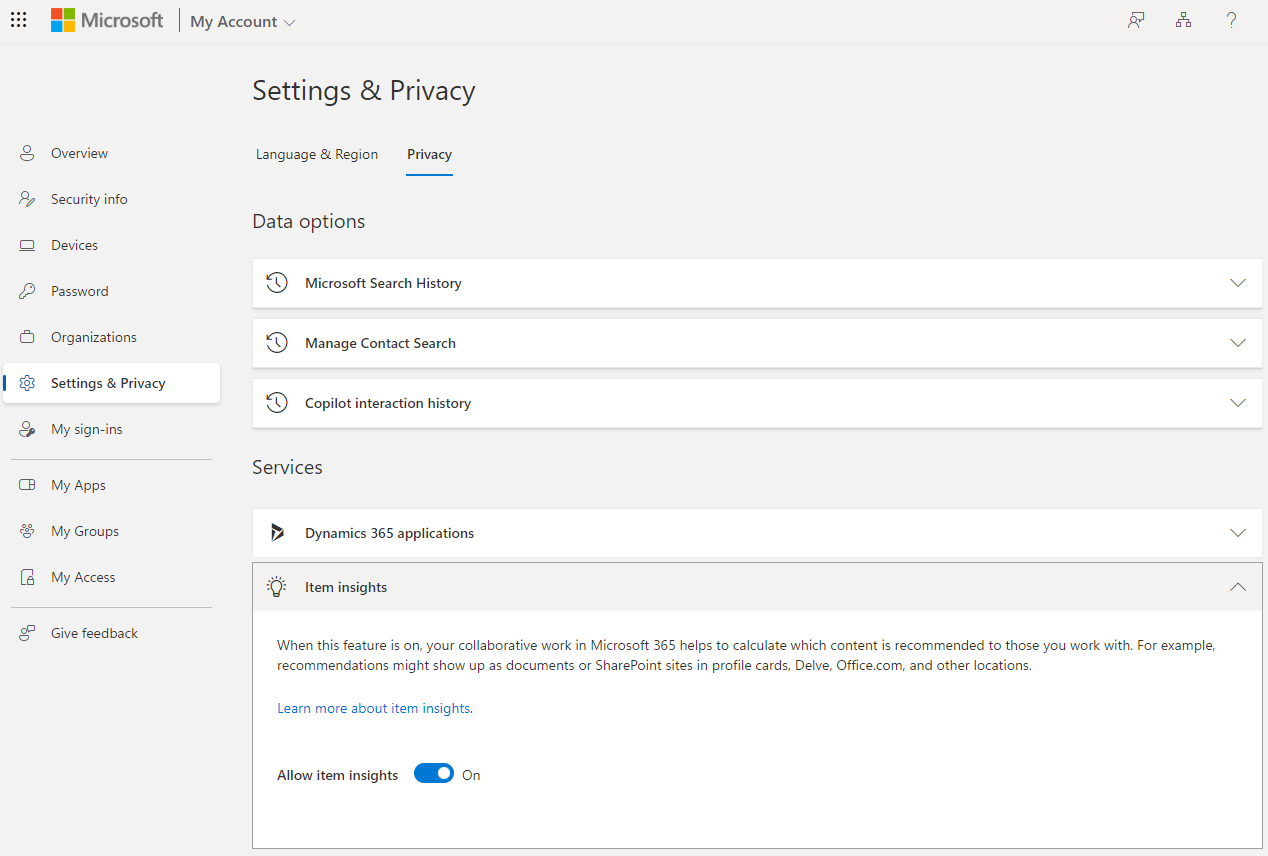 Microsoft My Account
Settings & Privacy
Overview
Security info
Devices
Password
Organizations
Settings & Privacy
My sign-ins
My Apps
My Groups
My Access
Give feedback
Language & Region Privacy
Data options
Microsoft Search History
Manage Contact Search
Copilot interaction history
Services
Dynamics 365 applications
Item insights
When this feature is on, your collaborative work in Microsoft 365 helps to calculate which content is recommended to those you work with. For example,
recommendations might show up as documents or SharePoint sites in profile cards, Delve, Office.com, and other locations.
Learn more about item insights.
Allow item insights On